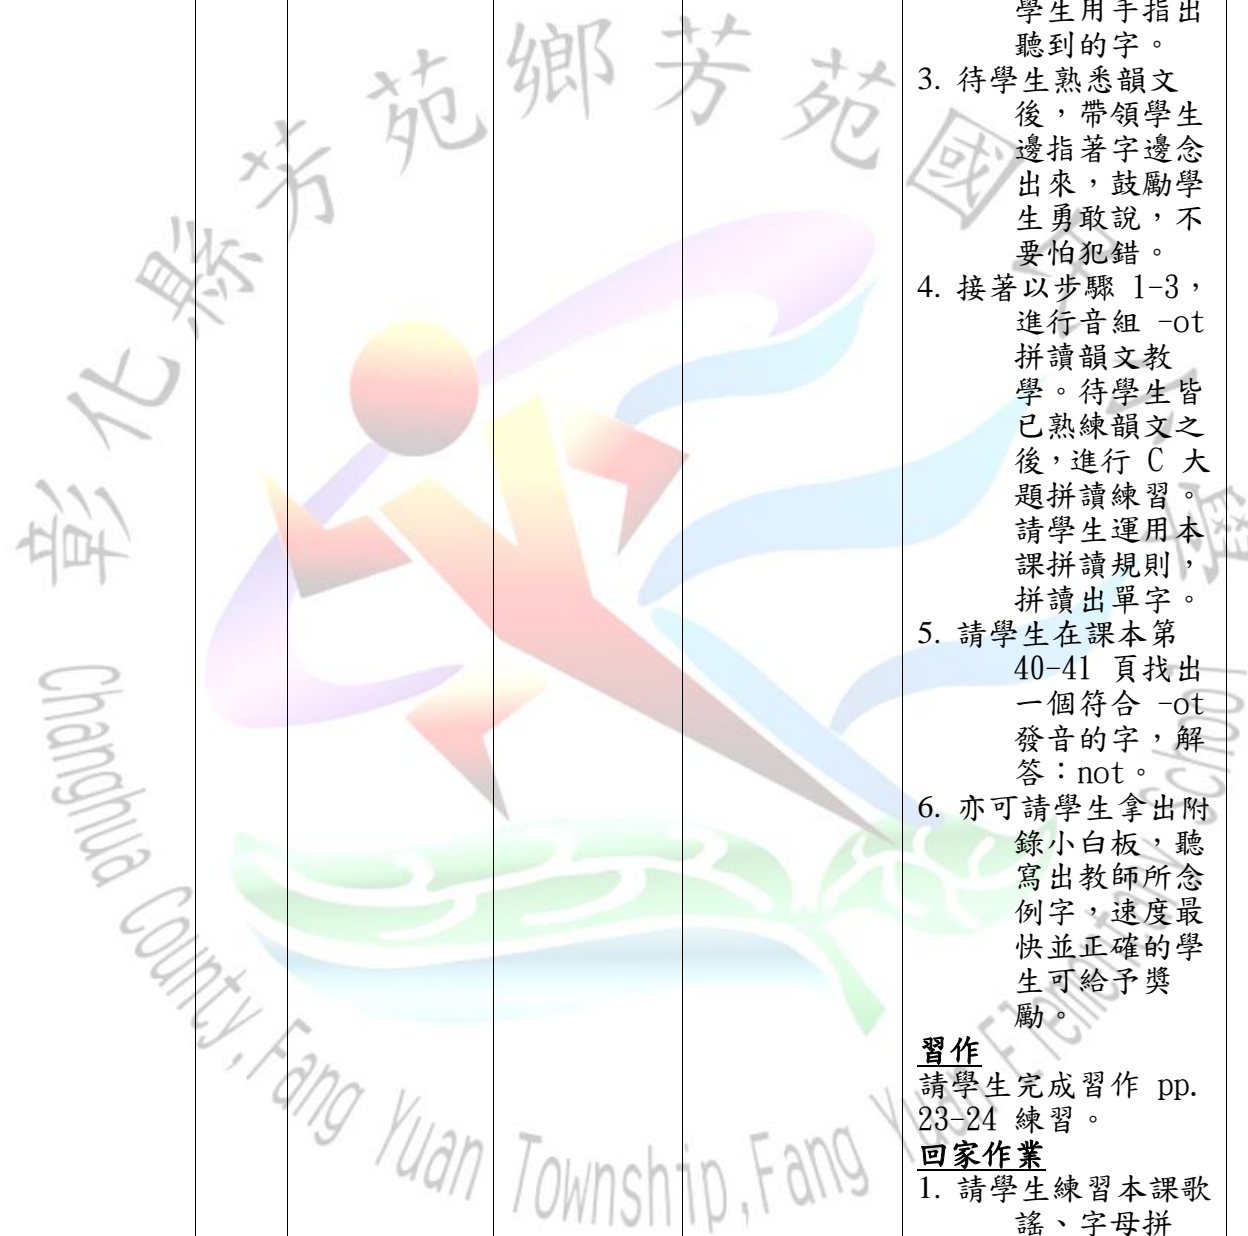 彰化縣芳苑鄉芳苑國民小學
Changhua County, Fang Yuan Township, Fang Yuan Elementary School
學生用手指出
聽到的字。
3. 待學生熟悉韻文
後，帶領學生
邊指著字邊念
出來，鼓勵學
生勇敢說，不
要怕犯錯。
4. 接著以步驟 1-3，
進行音組 -ot
拼讀韻文教
學。待學生皆
已熟練韻文之
後，進行 C 大
題拼讀練習。
請學生運用本
課拼讀規則，
拼讀出單字。
5. 請學生在課本第
40-41 頁找出
一個符合 -ot
發音的字，解
答：not。
6. 亦可請學生拿出附
錄小白板，聽
寫出教師所念
例字，速度最
快並正確的學
生可給予獎
勵。
習作
請學生完成習作 pp.
23-24 練習。
回家作業
1. 請學生練習本課歌
謠、字母拼